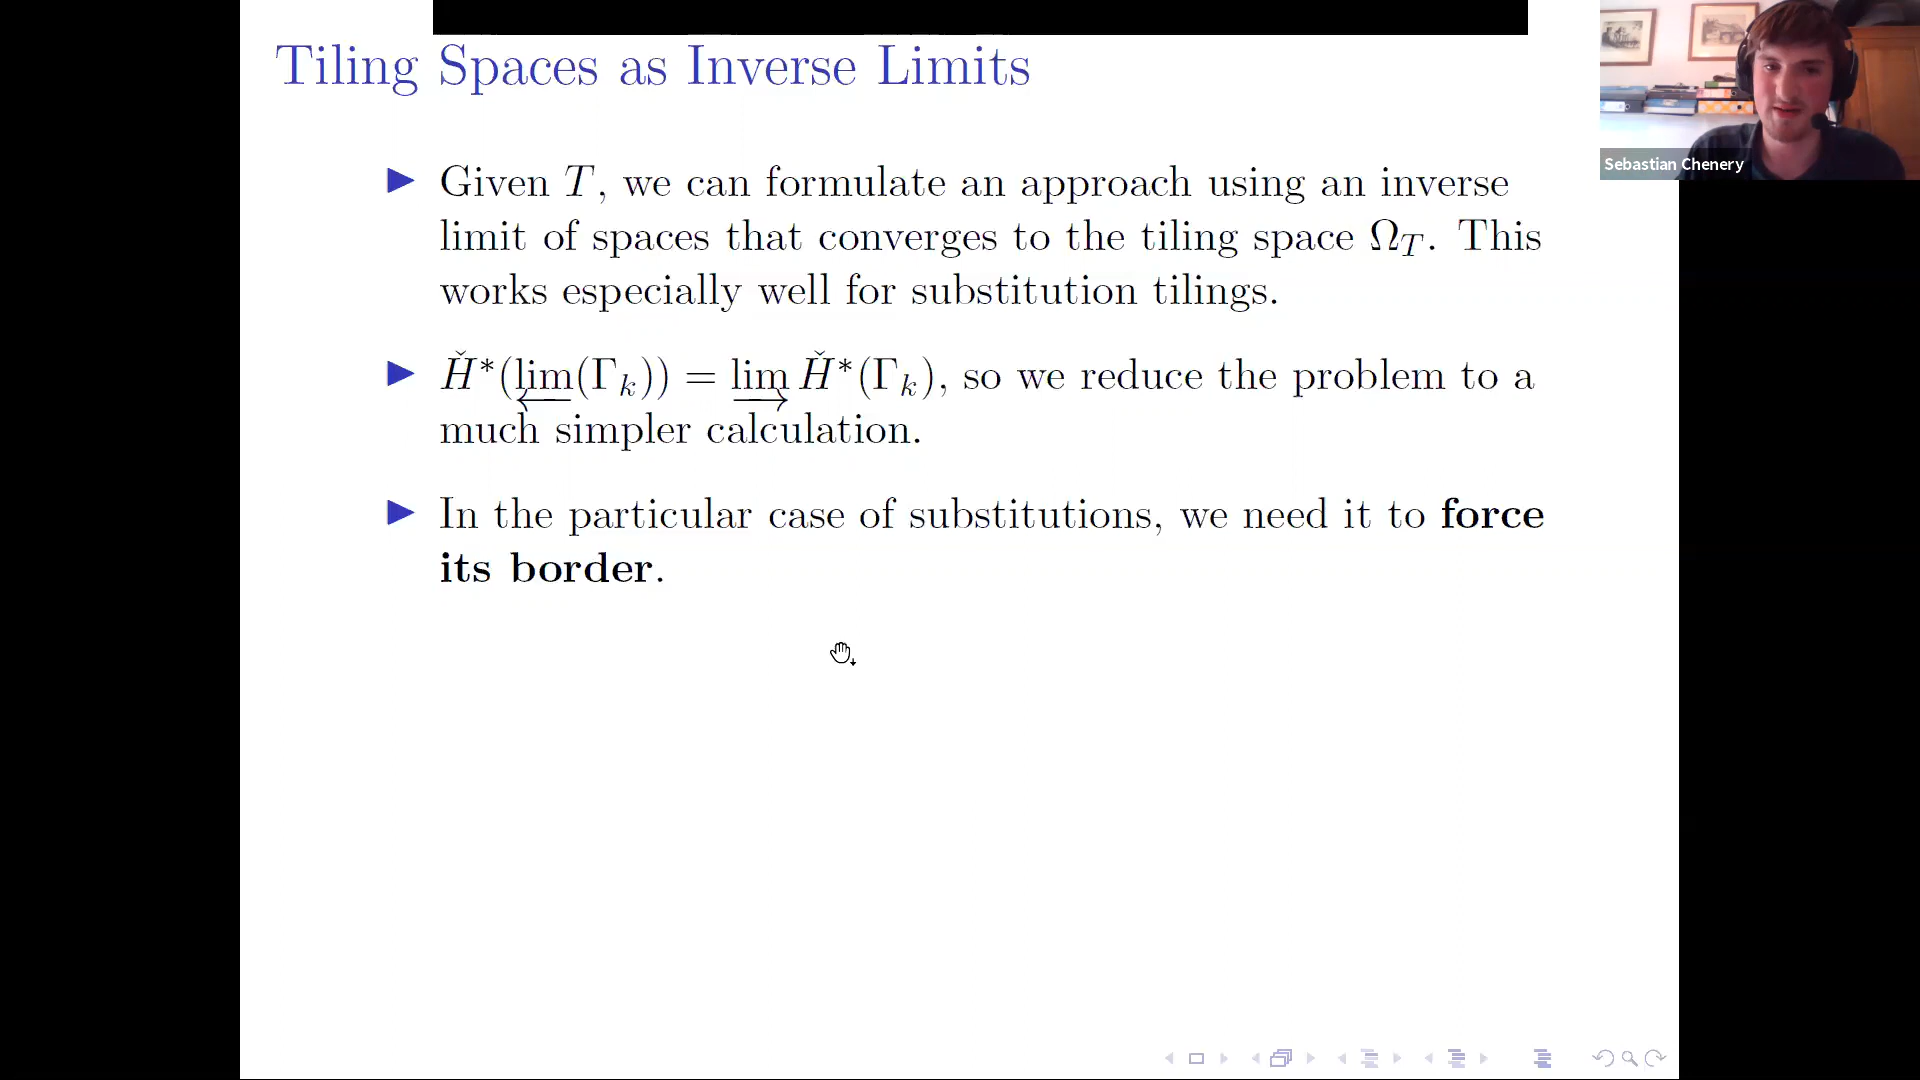 Tiling Spaces as Inverse Limits
Sebastian Chenery
▶ Given T, we can formulate an approach using an inverse
limit of spaces that converges to the tiling space Ω_T. This
works especially well for substitution tilings.
▶ Ȟ*(lim←(Γ_k)) = lim→ Ȟ*(Γ_k), so we reduce the problem to a
much simpler calculation.
▶ In the particular case of substitutions, we need it to force
its border.